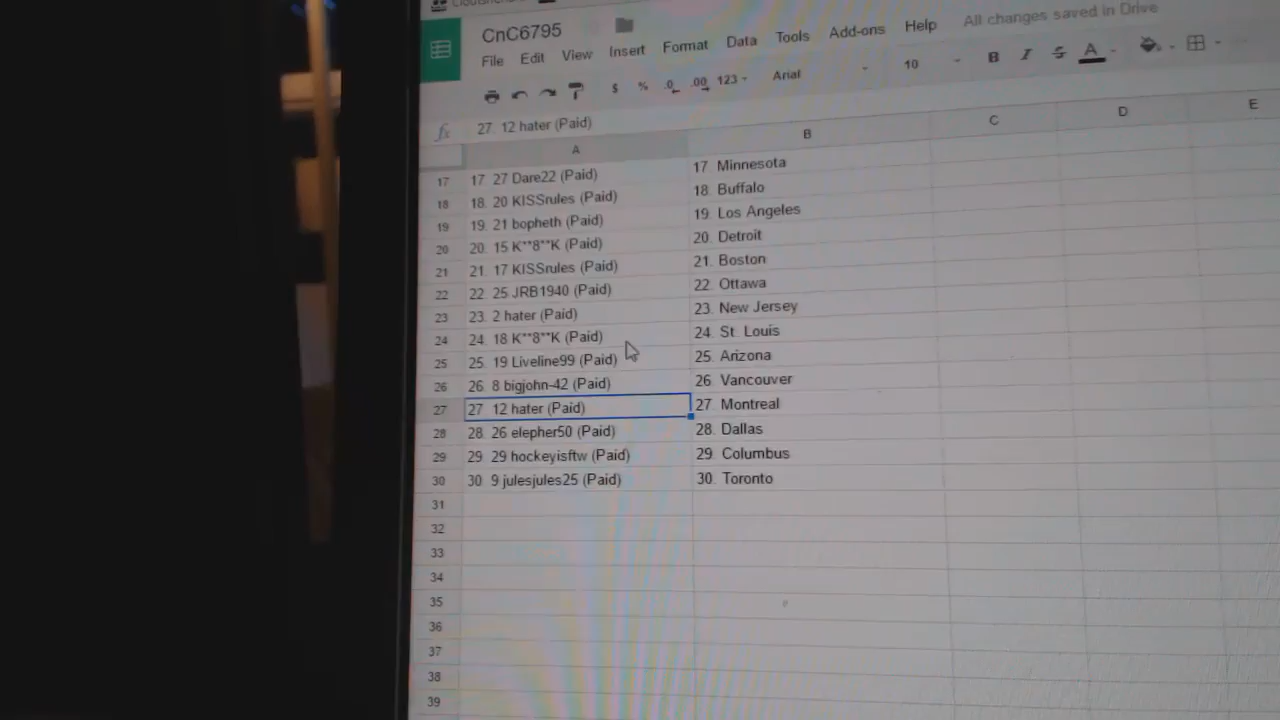 CnC6795
File Edit View Insert Format Data Tools Add-ons Help All changes saved in Drive
$ % .0 .00 123 Arial 10 B I S A
fx 27. 12 hater (Paid)
A B C D E
17 17 27 Dare22 (Paid) 17 Minnesota
18 18. 20 KISSrules (Paid) 18. Buffalo
19 19. 21 bopheth (Paid) 19. Los Angeles
20 20. 15 K**8**K (Paid) 20. Detroit
21 21. 17 KISSrules (Paid) 21. Boston
22 22 25 JRB1940 (Paid) 22 Ottawa
23 23. 2 hater (Paid) 23. New Jersey
24 24. 18 K**8**K (Paid) 24. St. Louis
25 25. 19 Liveline99 (Paid) 25. Arizona
26 26. 8 bigjohn-42 (Paid) 26. Vancouver
27 27 12 hater (Paid) 27. Montreal
28 28. 26 elepher50 (Paid) 28. Dallas
29 29 29 hockeyisftw (Paid) 29. Columbus
30 30. 9 julesjules25 (Paid) 30. Toronto
31
32
33
34
35
36
37
38
39